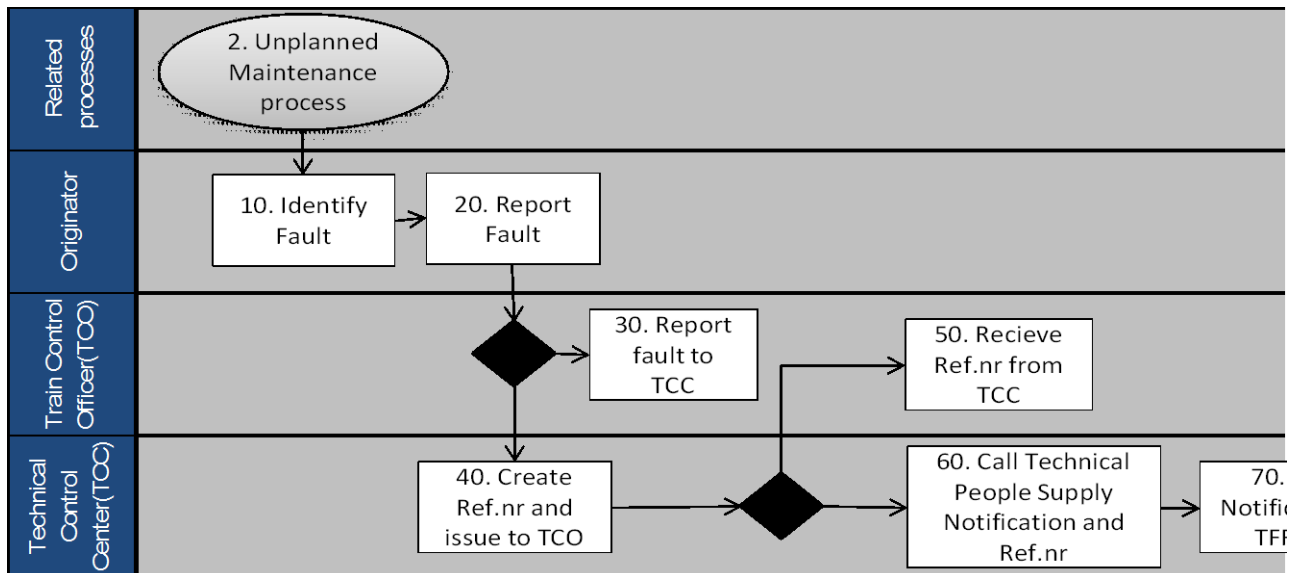 Related
processes
2. Unplanned
Maintenance
process
Originator
10. Identify
Fault
20. Report
Fault
Train Control
Officer(TCO)
30. Report
fault to
TCC
50. Recieve
Ref.nr from
TCC
Technical
Control
Center(TCC)
40. Create
Ref.nr and
issue to TCO
60. Call Technical
People Supply
Notification and
Ref.nr
70.